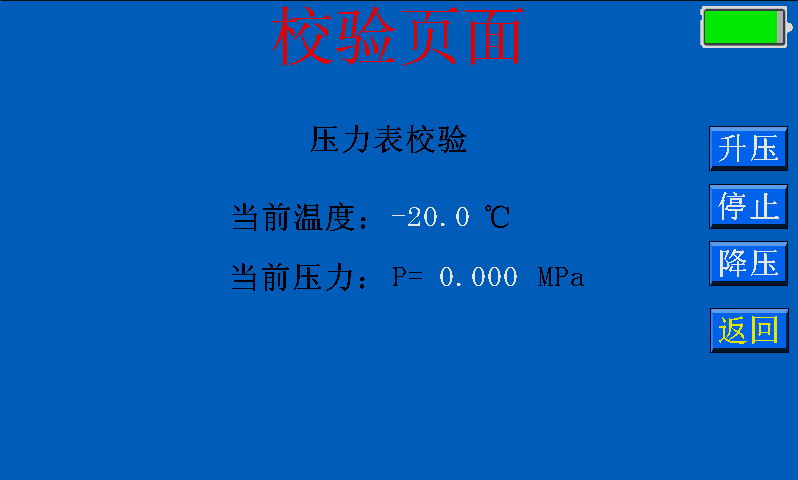 校验页面
压力表校验
当前温度：-20.0 ℃
当前压力：P= 0.000 MPa
升压
停止
降压
返回